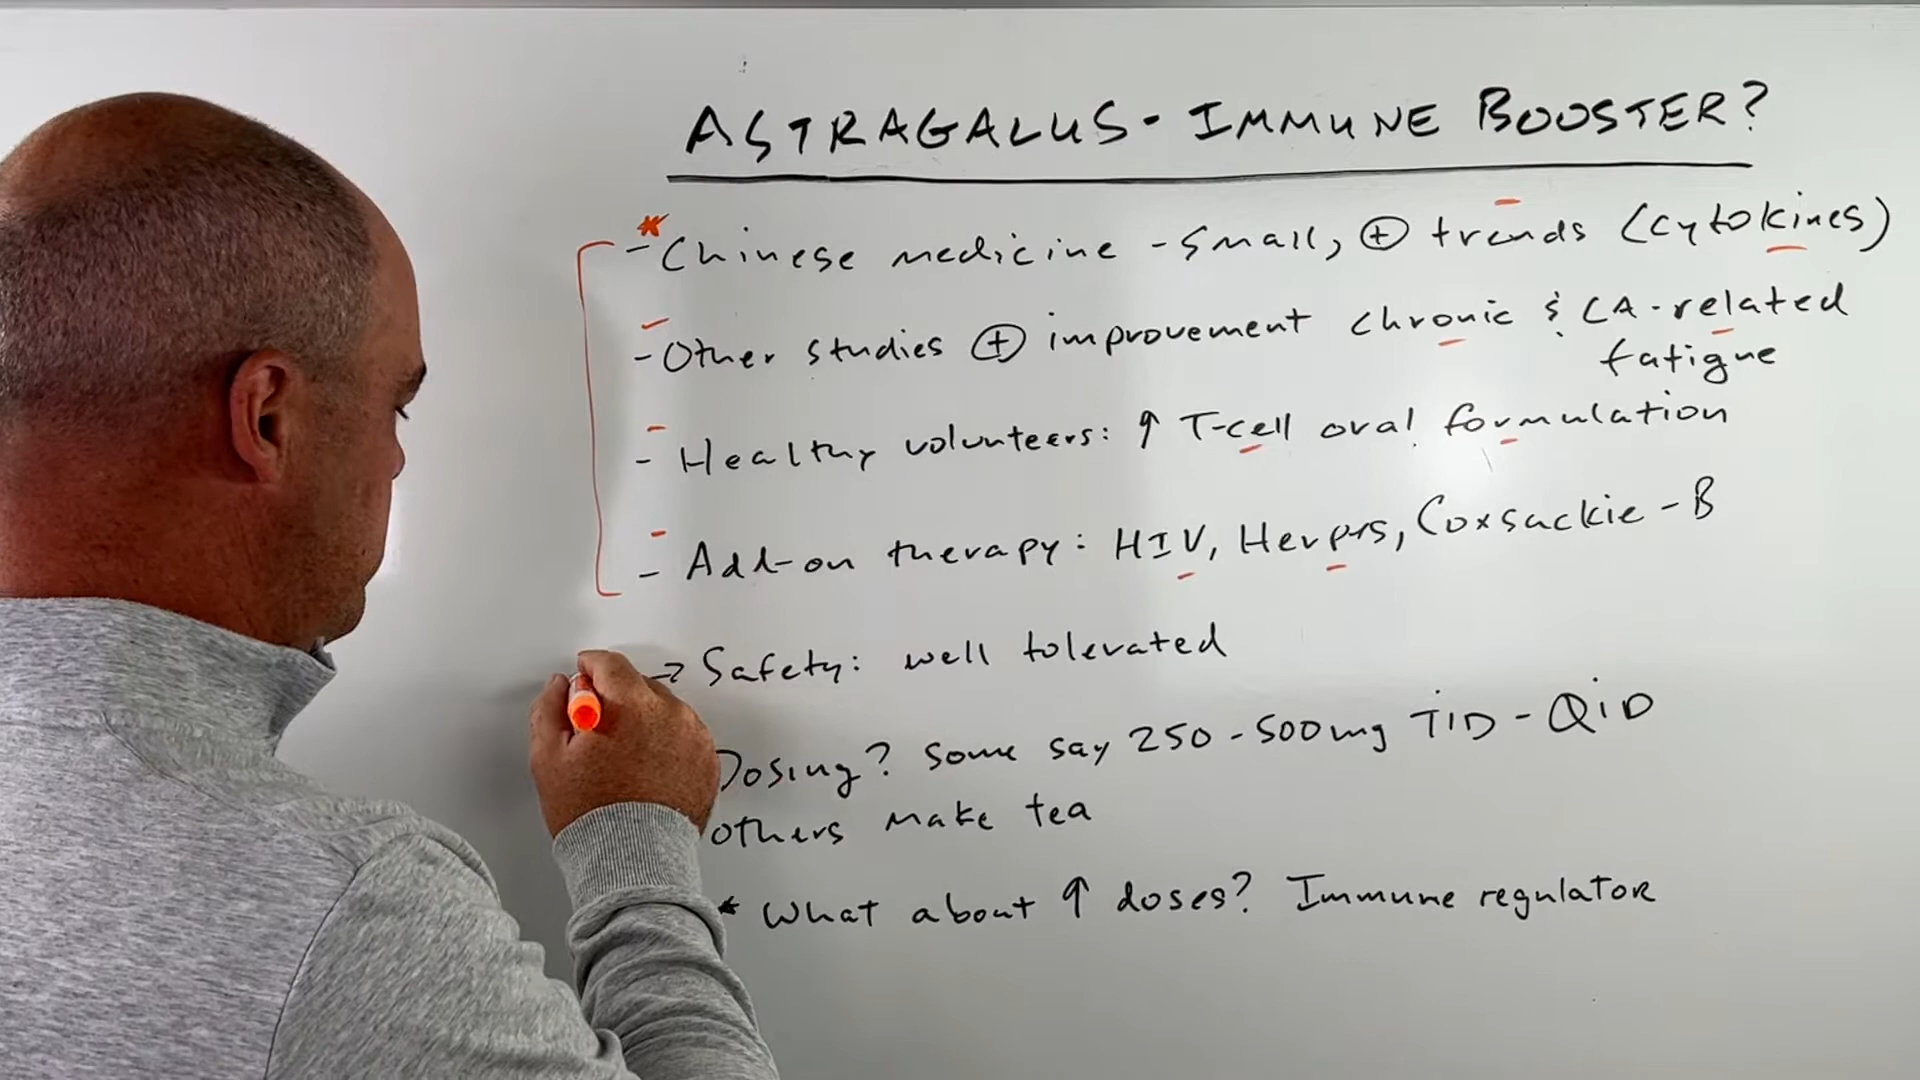 ASTRAGALUS - IMMUNE BOOSTER?
* - Chinese medicine - small, ⊕ trends (cytokines)
- Other studies ⊕ improvement chronic & CA-related
fatigue
- Healthy volunteers: ↑ T-cell oral formulation
- Add-on therapy: HIV, Herpes, Coxsackie-B
→ Safety: well tolerated
Dosing? Some say 250-500mg TID - QID
others make tea
* What about ↑ doses? Immune regulator